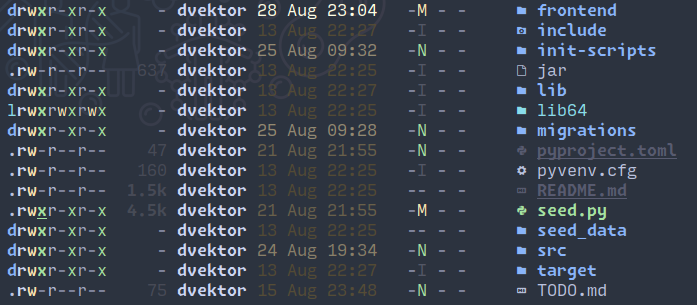 drwxr-xr-x - dvektor 28 Aug 23:04 -M - - frontend
drwxr-xr-x - dvektor 13 Aug 22:27 -I - - include
drwxr-xr-x - dvektor 25 Aug 09:32 -N - - init-scripts
.rw-r--r-- 637 dvektor 13 Aug 22:25 -I - - jar
drwxr-xr-x - dvektor 13 Aug 22:27 -I - - lib
lrwxrwxrwx - dvektor 13 Aug 22:25 -I - - lib64
drwxr-xr-x - dvektor 25 Aug 09:28 -N - - migrations
.rw-r--r-- 47 dvektor 21 Aug 21:55 -N - - pyproject.toml
.rw-r--r-- 160 dvektor 13 Aug 22:25 -I - - pyvenv.cfg
.rw-r--r-- 1.5k dvektor 13 Aug 22:25 -- - - README.md
.rwxr-xr-x 4.5k dvektor 21 Aug 21:55 -M - - seed.py
drwxr-xr-x - dvektor 13 Aug 22:25 -- - - seed_data
drwxr-xr-x - dvektor 24 Aug 19:34 -N - - src
drwxr-xr-x - dvektor 13 Aug 22:27 -I - - target
.rw-r--r-- 75 dvektor 15 Aug 23:48 -N - - TODO.md